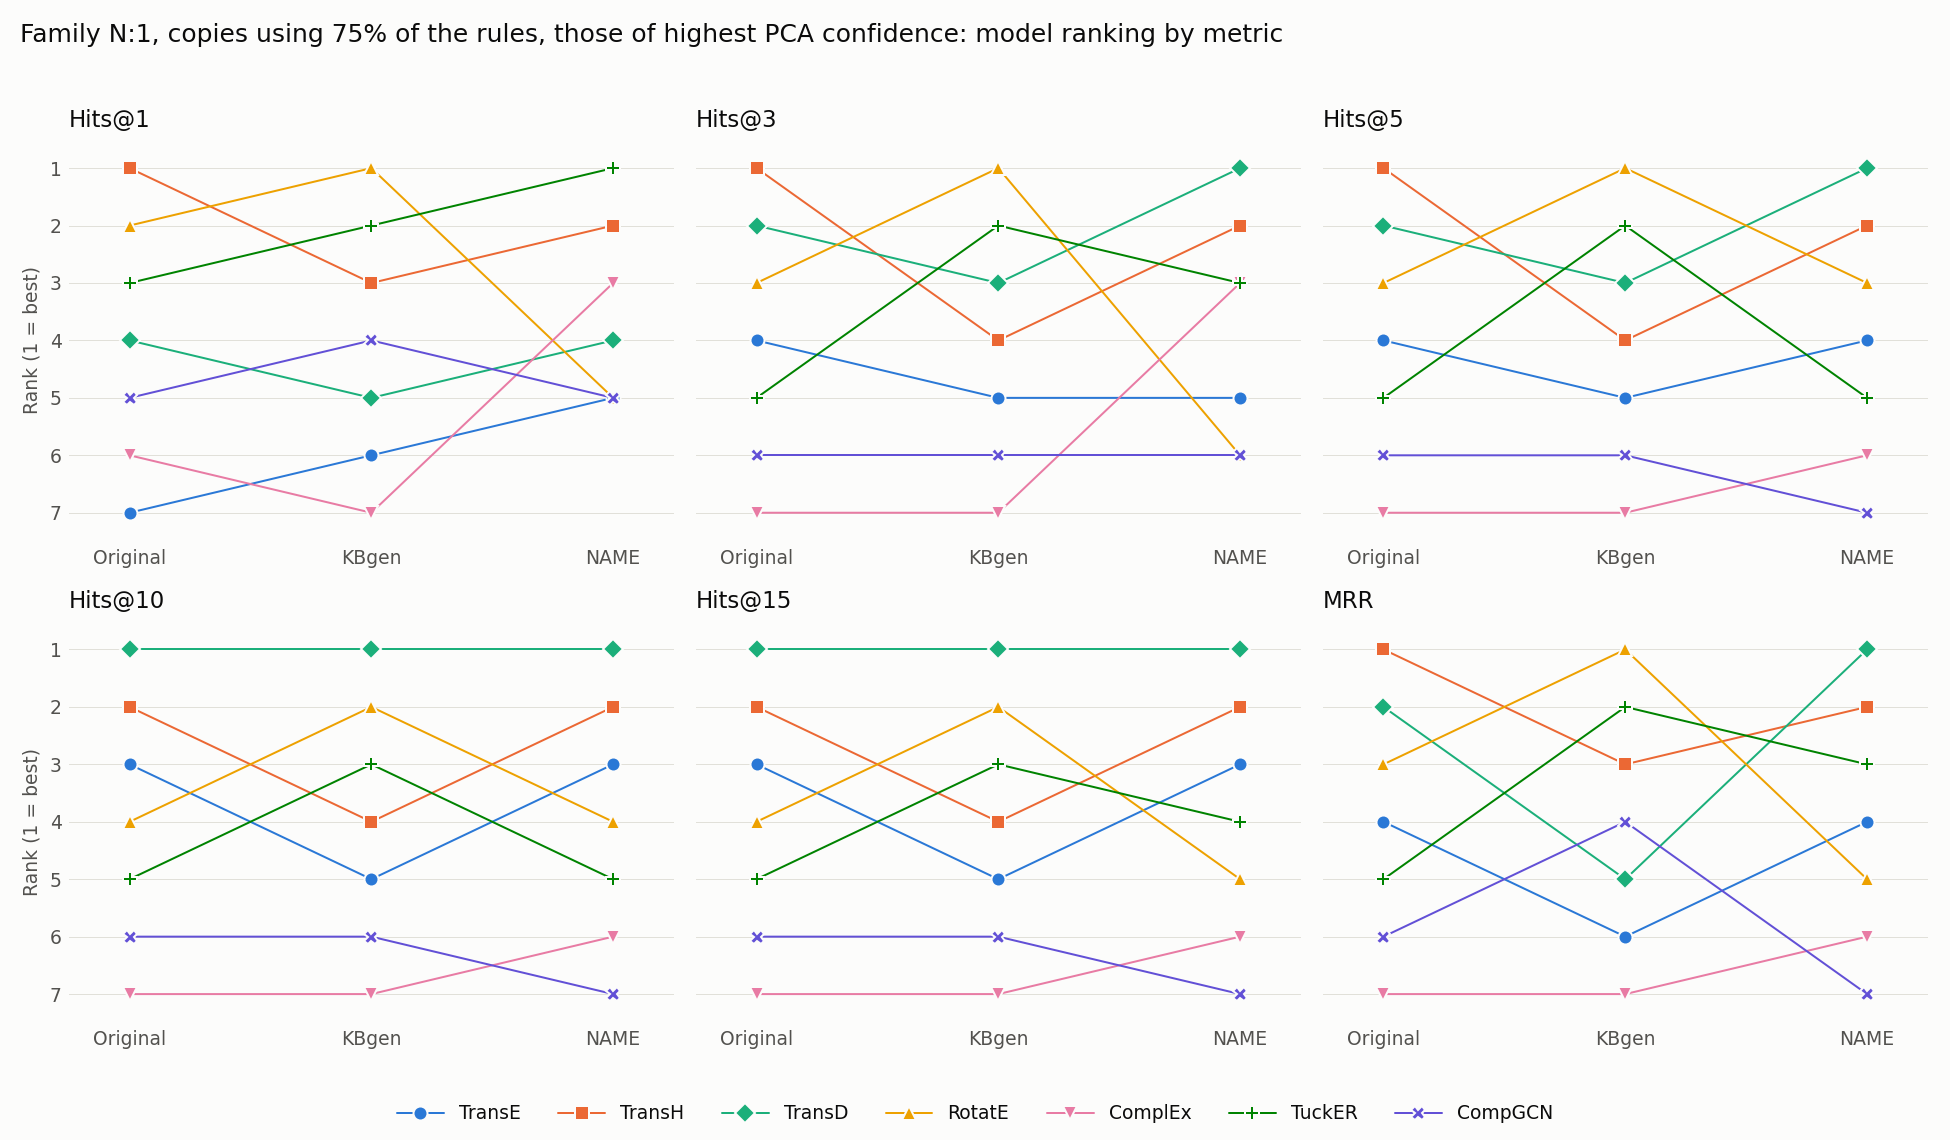 Family N:1, copies using 75% of the rules, those of highest PCA confidence: model ranking by metric
Hits@1
Hits@3
Hits@5
Rank (1 = best)
1
2
3
4
5
6
7
Original
KBgen
NAME
Original
KBgen
NAME
Original
KBgen
NAME
Hits@10
Hits@15
MRR
Rank (1 = best)
1
2
3
4
5
6
7
Original
KBgen
NAME
Original
KBgen
NAME
Original
KBgen
NAME
TransE
TransH
TransD
RotatE
ComplEx
TuckER
CompGCN